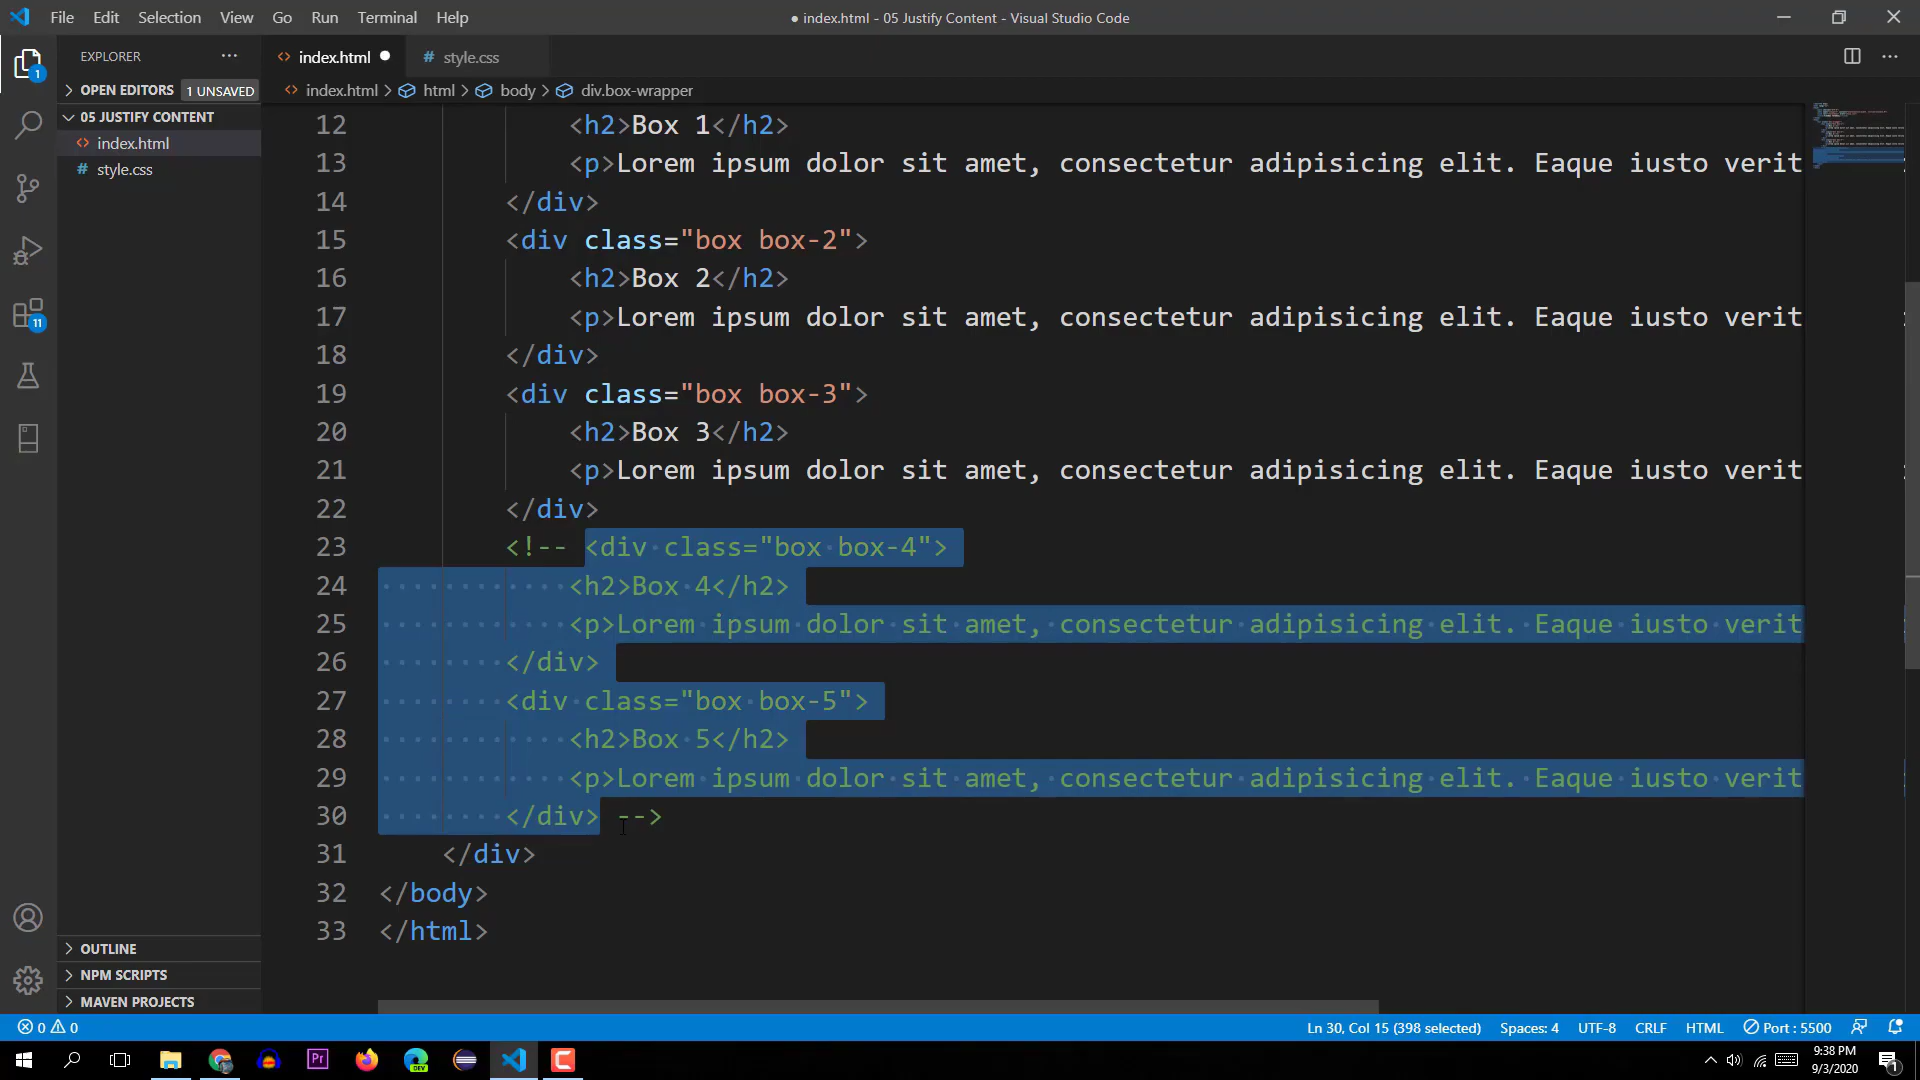 File Edit Selection View Go Run Terminal Help
● index.html - 05 Justify Content - Visual Studio Code
EXPLORER ···
index.html
# style.css
1
OPEN EDITORS 1 UNSAVED
index.html > html > body > div.box-wrapper
05 JUSTIFY CONTENT
index.html
# style.css
11
12 <h2>Box 1</h2>
13 <p>Lorem ipsum dolor sit amet, consectetur adipisicing elit. Eaque iusto verit
14 </div>
15 <div class="box box-2">
16 <h2>Box 2</h2>
17 <p>Lorem ipsum dolor sit amet, consectetur adipisicing elit. Eaque iusto verit
18 </div>
19 <div class="box box-3">
20 <h2>Box 3</h2>
21 <p>Lorem ipsum dolor sit amet, consectetur adipisicing elit. Eaque iusto verit
22 </div>
23 <!-- <div class="box box-4">
24 <h2>Box 4</h2>
25 <p>Lorem ipsum dolor sit amet, consectetur adipisicing elit. Eaque iusto verit
26 </div>
27 <div class="box box-5">
28 <h2>Box 5</h2>
29 <p>Lorem ipsum dolor sit amet, consectetur adipisicing elit. Eaque iusto verit
30 </div> -->
31 </div>
32 </body>
33 </html>
OUTLINE
NPM SCRIPTS
MAVEN PROJECTS
0 0
Ln 30, Col 15 (398 selected) Spaces: 4 UTF-8 CRLF HTML Port : 5500
Pr
DEV
9:38 PM
9/3/2020
1